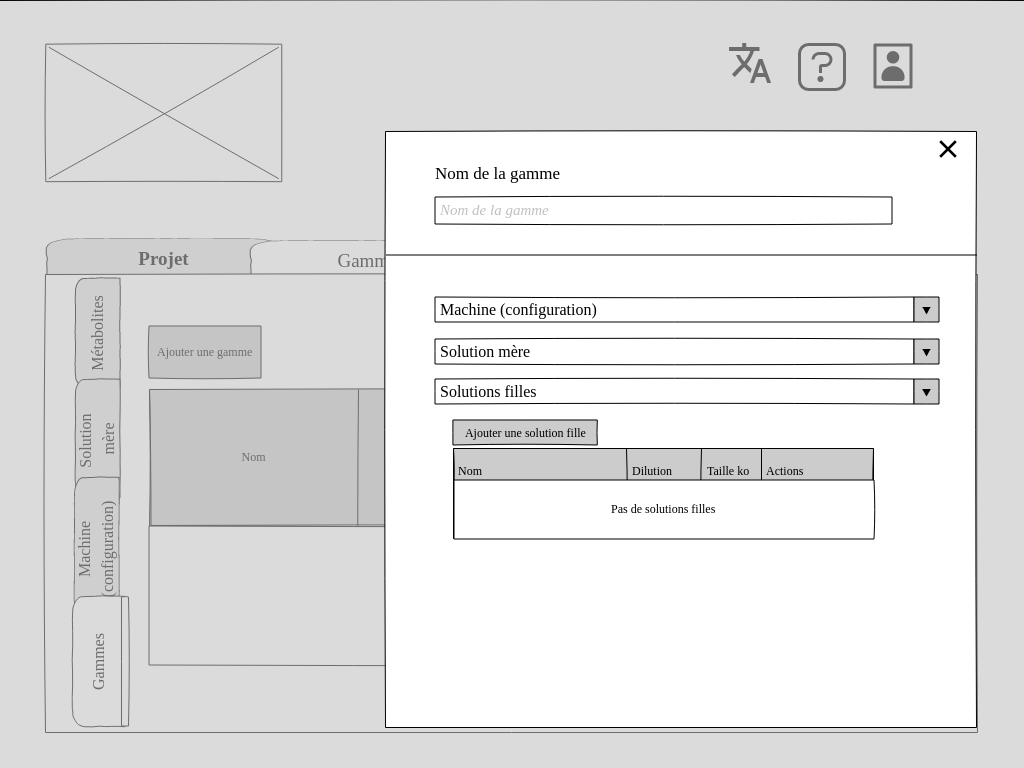 Nom de la gamme
Nom de la gamme
Projet
Gamm
Métabolites
Solution
mère
Machine
(configuration)
Gammes
Ajouter une gamme
Nom
Machine (configuration)
Solution mère
Solutions filles
Ajouter une solution fille
Nom Dilution Taille ko Actions
Pas de solutions filles